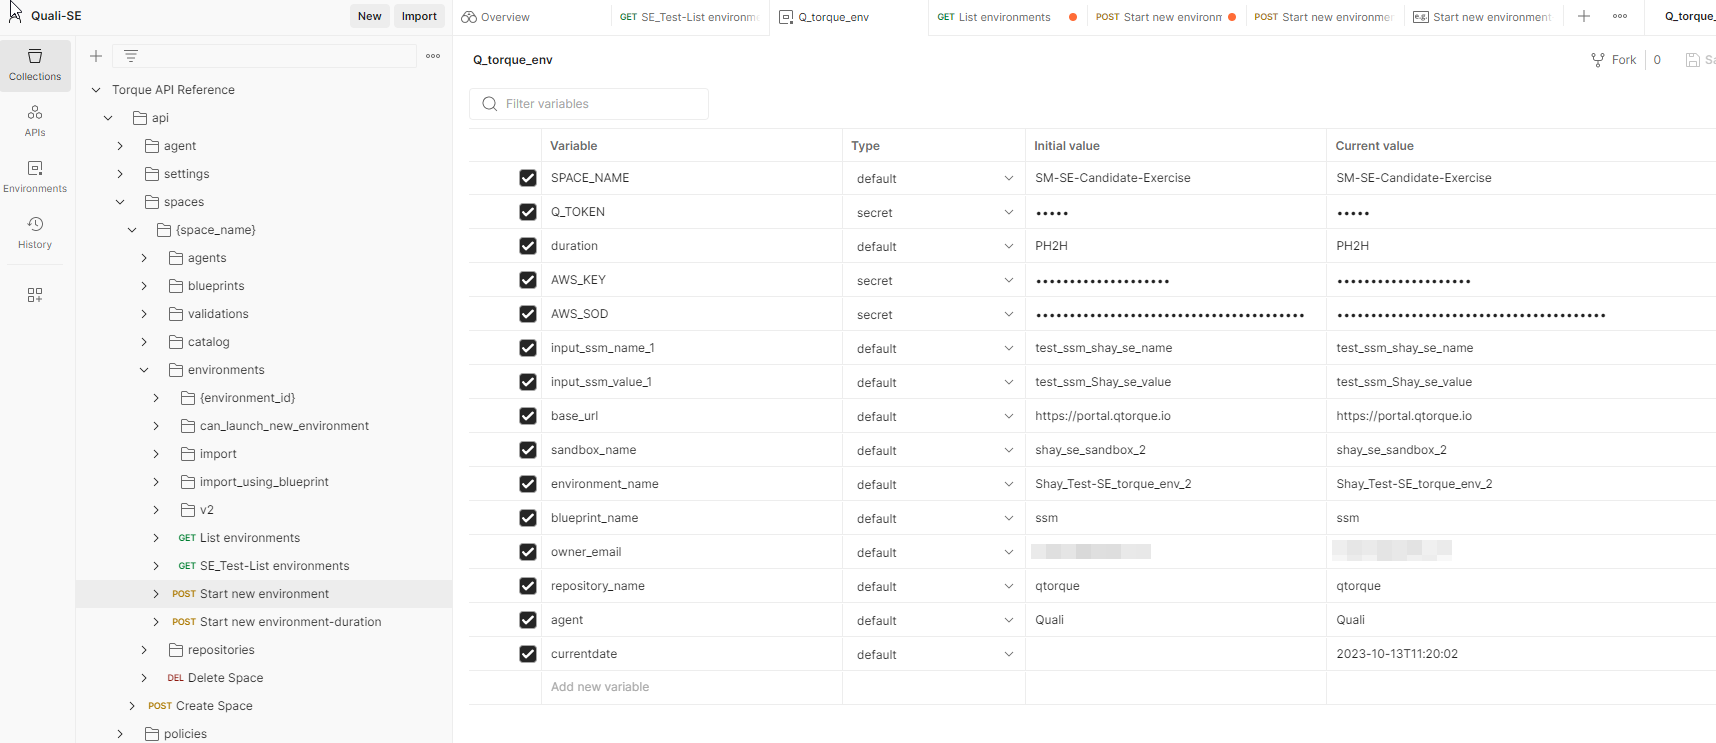 Quali-SE
New
Import
Overview
GET SE_Test-List environm
Q_torque_env
GET List environments
POST Start new environm
POST Start new environmen
e.g. Start new environment
Q_torque_
Collections
APIs
Environments
History
Torque API Reference
api
agent
settings
spaces
{space_name}
agents
blueprints
validations
catalog
environments
{environment_id}
can_launch_new_environment
import
import_using_blueprint
v2
GET List environments
GET SE_Test-List environments
POST Start new environment
POST Start new environment-duration
repositories
DEL Delete Space
POST Create Space
policies
Q_torque_env
Fork 0
Sa
Filter variables
Variable Type Initial value Current value
SPACE_NAME default SM-SE-Candidate-Exercise SM-SE-Candidate-Exercise
Q_TOKEN secret ••••• •••••
duration default PH2H PH2H
AWS_KEY secret •••••••••••••••••••• ••••••••••••••••••••
AWS_SOD secret •••••••••••••••••••••••••••••••••••••••• ••••••••••••••••••••••••••••••••••••••••
input_ssm_name_1 default test_ssm_shay_se_name test_ssm_shay_se_name
input_ssm_value_1 default test_ssm_Shay_se_value test_ssm_Shay_se_value
base_url default https://portal.qtorque.io https://portal.qtorque.io
sandbox_name default shay_se_sandbox_2 shay_se_sandbox_2
environment_name default Shay_Test-SE_torque_env_2 Shay_Test-SE_torque_env_2
blueprint_name default ssm ssm
owner_email default
repository_name default qtorque qtorque
agent default Quali Quali
currentdate default 2023-10-13T11:20:02
Add new variable